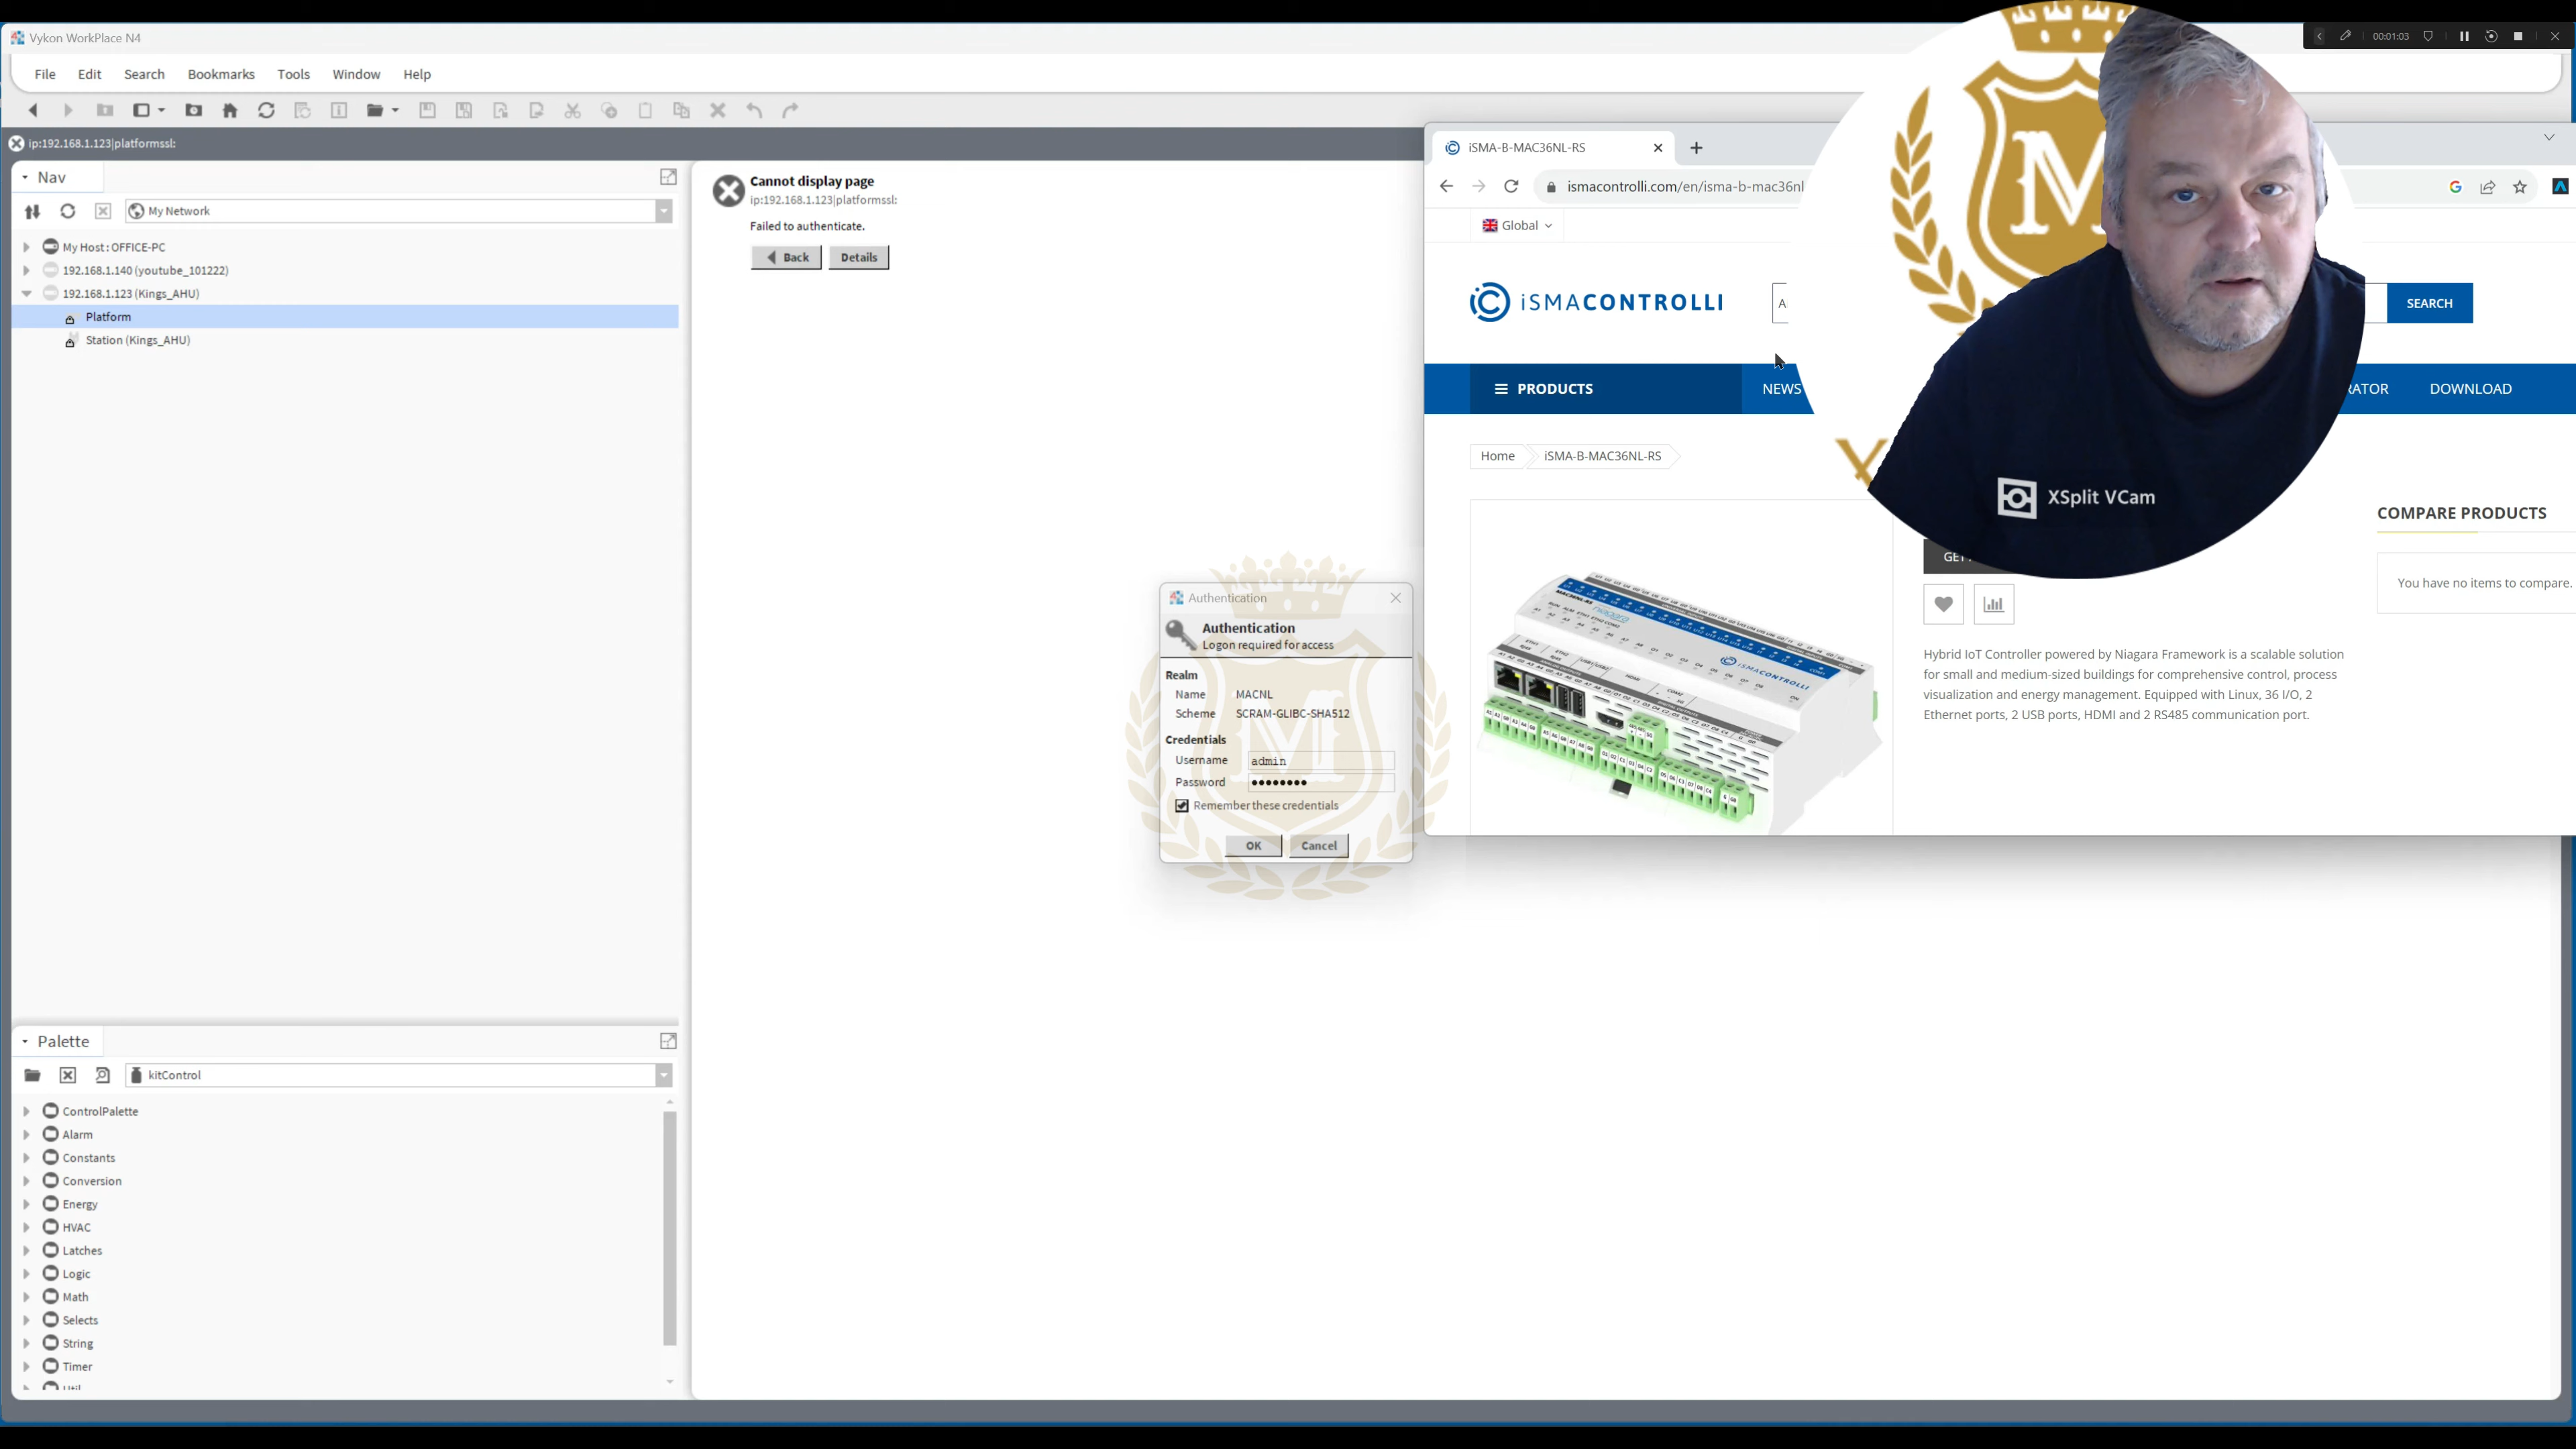 Vykon WorkPlace N4
File Edit Search Bookmarks Tools Window Help
00:01:03
ip:192.168.1.123|platformssl:
Nav
My Network
My Host : OFFICE-PC
192.168.1.140 (youtube_101222)
192.168.1.123 (Kings_AHU)
Platform
Station (Kings_AHU)
Cannot display page
ip:192.168.1.123|platformssl:
Failed to authenticate.
Back Details
Authentication
Authentication
Logon required for access
Realm
Name MACNL
Scheme SCRAM-GLIBC-SHA512
Credentials
Username admin
Password ••••••••
Remember these credentials
OK Cancel
M
Palette
kitControl
ControlPalette
Alarm
Constants
Conversion
Energy
HVAC
Latches
Logic
Math
Selects
String
Timer
iSMA-B-MAC36NL-RS
ismacontrolli.com/en/isma-b-mac36nl
Global
iSMACONTROLLI
A
SEARCH
PRODUCTS
NEWS
DOWNLOAD
Home
iSMA-B-MAC36NL-RS
M
XSplit VCam
COMPARE PRODUCTS
You have no items to compare.
Hybrid IoT Controller powered by Niagara Framework is a scalable solution
for small and medium-sized buildings for comprehensive control, process
visualization and energy management. Equipped with Linux, 36 I/O, 2
Ethernet ports, 2 USB ports, HDMI and 2 RS485 communication port.
iSMACONTROLLI